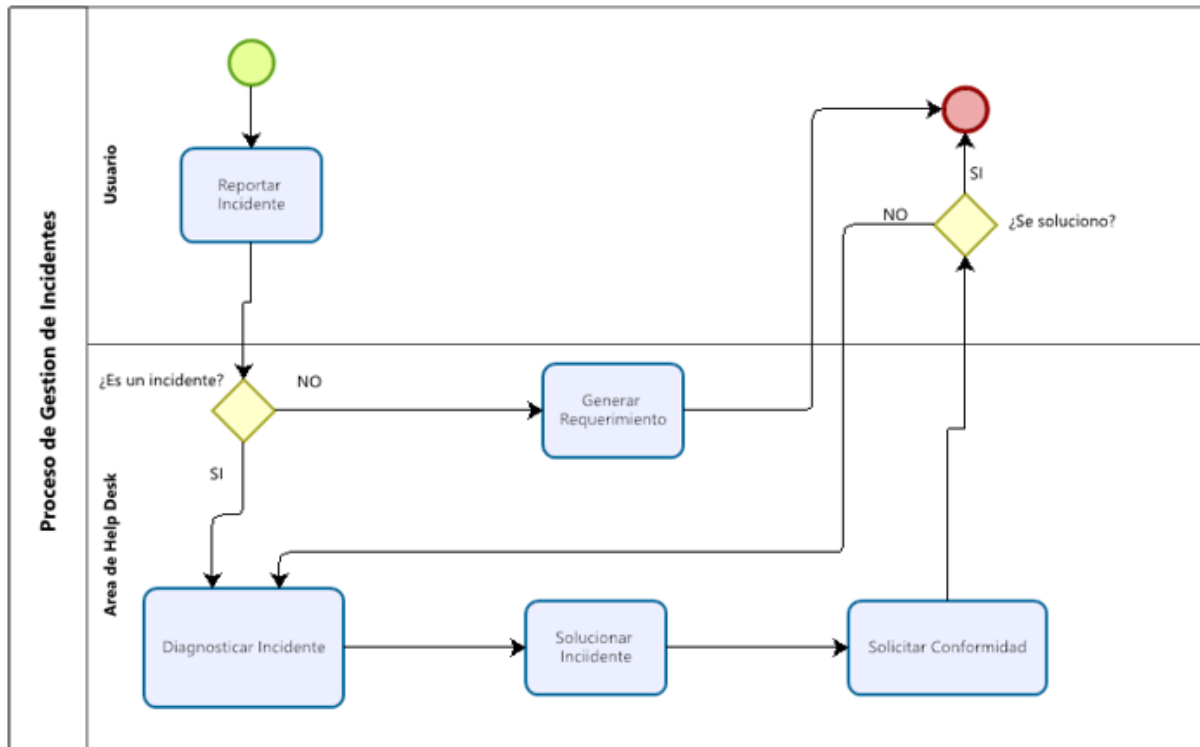 Proceso de Gestion de Incidentes
Usuario
Reportar
Incidente
SI
NO
¿Se soluciono?
Area de Help Desk
¿Es un incidente?
NO
Generar
Requerimiento
SI
Diagnosticar Incidente
Solucionar
Inciidente
Solicitar Conformidad